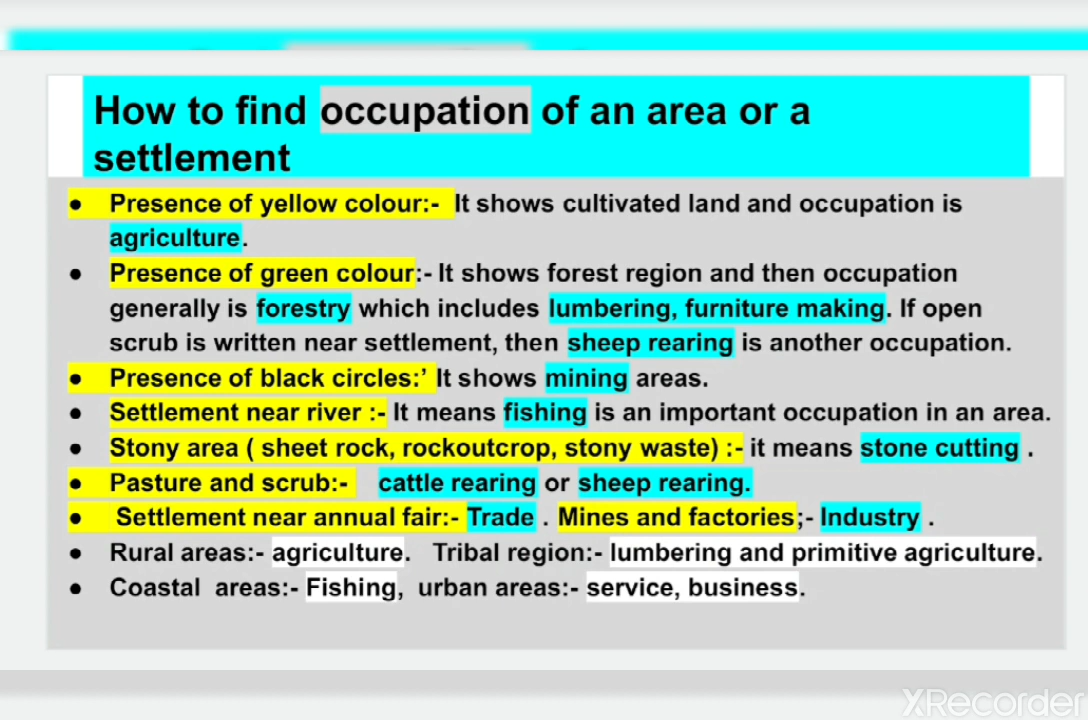 How to find occupation of an area or a
settlement
• Presence of yellow colour:- It shows cultivated land and occupation is
agriculture.
• Presence of green colour:- It shows forest region and then occupation
generally is forestry which includes lumbering, furniture making. If open
scrub is written near settlement, then sheep rearing is another occupation.
• Presence of black circles:’ It shows mining areas.
• Settlement near river :- It means fishing is an important occupation in an area.
• Stony area ( sheet rock, rockoutcrop, stony waste) :- it means stone cutting .
• Pasture and scrub:- cattle rearing or sheep rearing.
• Settlement near annual fair:- Trade . Mines and factories;- Industry .
• Rural areas:- agriculture. Tribal region:- lumbering and primitive agriculture.
• Coastal areas:- Fishing, urban areas:- service, business.
XRecorder